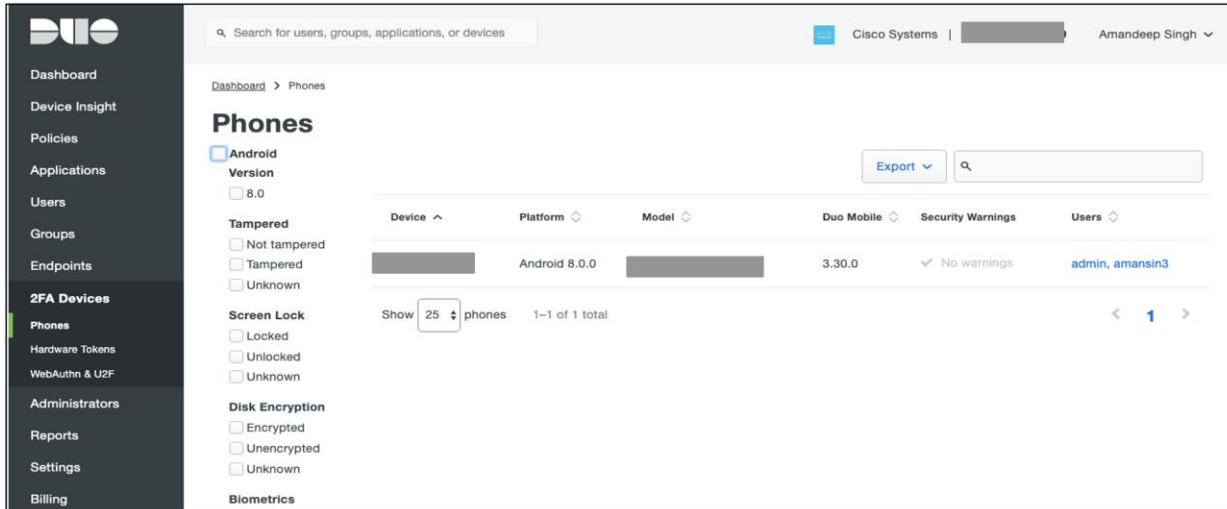 DUO
Search for users, groups, applications, or devices
Cisco Systems |
Amandeep Singh
Dashboard
Device Insight
Policies
Applications
Users
Groups
Endpoints
2FA Devices
Phones
Hardware Tokens
WebAuthn & U2F
Administrators
Reports
Settings
Billing
Dashboard > Phones
Phones
Android
Version
8.0
Tampered
Not tampered
Tampered
Unknown
Screen Lock
Locked
Unlocked
Unknown
Disk Encryption
Encrypted
Unencrypted
Unknown
Biometrics
Export
Device Platform Model Duo Mobile Security Warnings Users
Android 8.0.0 3.30.0 No warnings admin, amansin3
Show 25 phones 1–1 of 1 total < 1 >